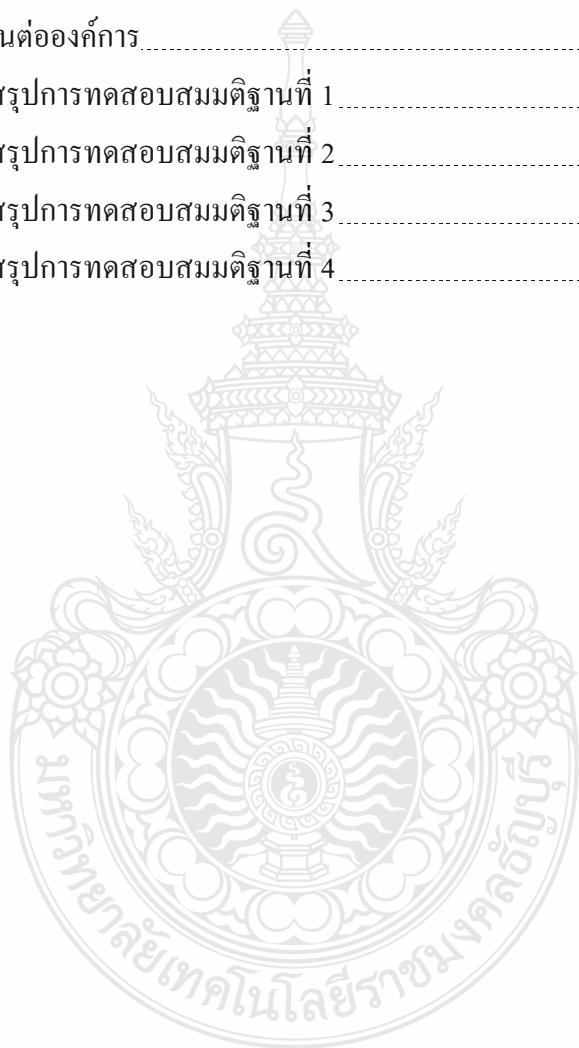 นต่อองค์การ
สรุปการทดสอบสมมติฐานที่ 1
สรุปการทดสอบสมมติฐานที่ 2
สรุปการทดสอบสมมติฐานที่ 3
สรุปการทดสอบสมมติฐานที่ 4
มหาวิทยาลัยเทคโนโลยีราชมงคลธัญบุรี